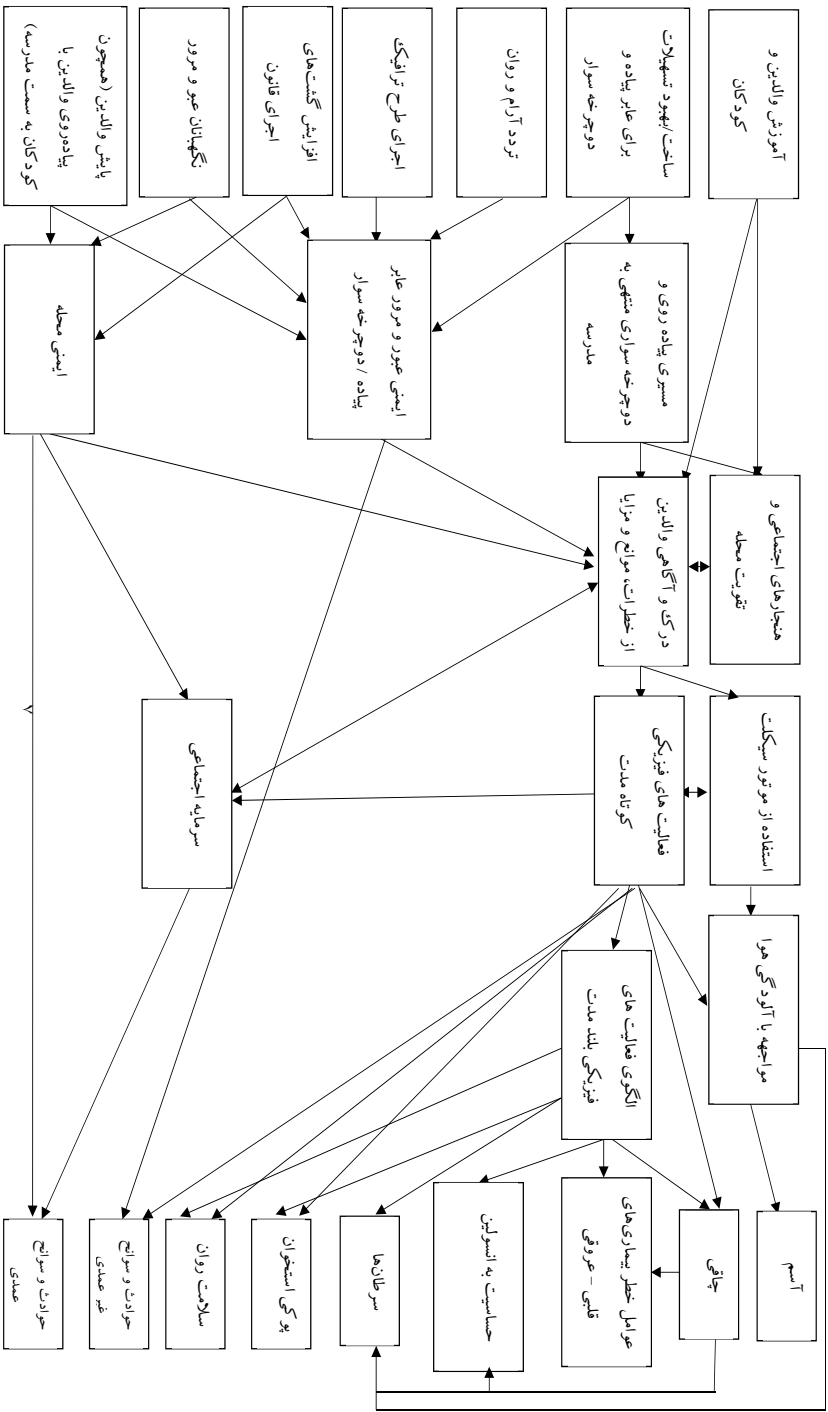 آموزش والدین و
کودکان
ساخت/بهبود تسهیلات
برای عابر پیاده و
دوچرخه سوار
تردد آرام و روان
اجرای طرح ترافیک
افزایش گشت‌های
اجرای قانون
نگهبانان عبو و مرور
پایش والدین (همچون
پیاده‌روی والدین با
کودکان به سمت مدرسه)
مسیری پیاده روی و
دوچرخه سواری منتهی به
مدرسه
ایمنی عبور و مرور عابر
پیاده / دوچرخه سوار
ایمنی محله
هنجارهای اجتماعی و
تقویت محله
درک و آگاهی والدین
از خطرات، موانع و مزایا
استفاده از موتور سیکلت
فعالیت های فیزیکی
کوتاه مدت
سرمایه اجتماعی
مواجهه با آلودگی هوا
الگوی فعالیت های
فیزیکی بلند مدت
آسم
چاقی
عوامل خطر بیماری‌های
قلبی - عروقی
حساسیت به انسولین
سرطان‌ها
پوکی استخوان
سلامت روان
حوادث و سوانح
غیر عمدی
حوادث و سوانح
عمدی